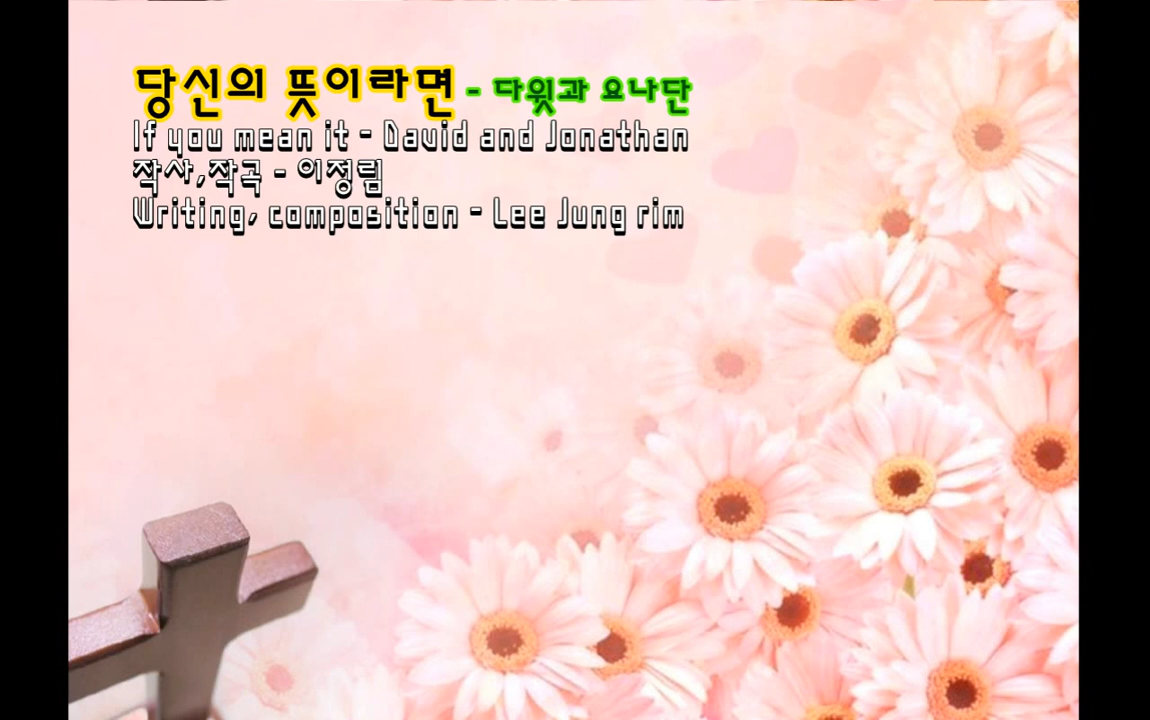 당신의 뜻이라면 - 다윗과 요나단
If you mean it - David and Jonathan
작사,작곡 - 이정림
Writing, composition - Lee Jung rim